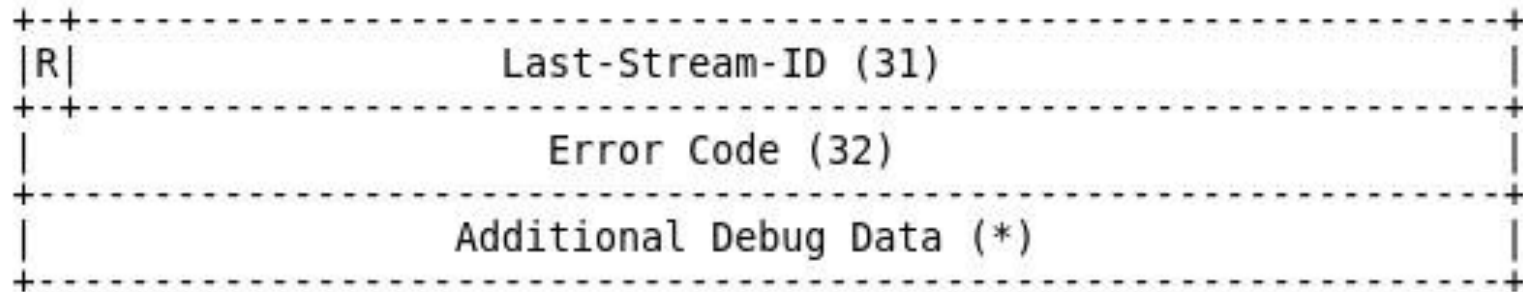 +-+-------------------------------------------------------------+
|R|                  Last-Stream-ID (31)                        |
+-+-------------------------------------------------------------+
|                      Error Code (32)                          |
+---------------------------------------------------------------+
|                  Additional Debug Data (*)                    |
+---------------------------------------------------------------+